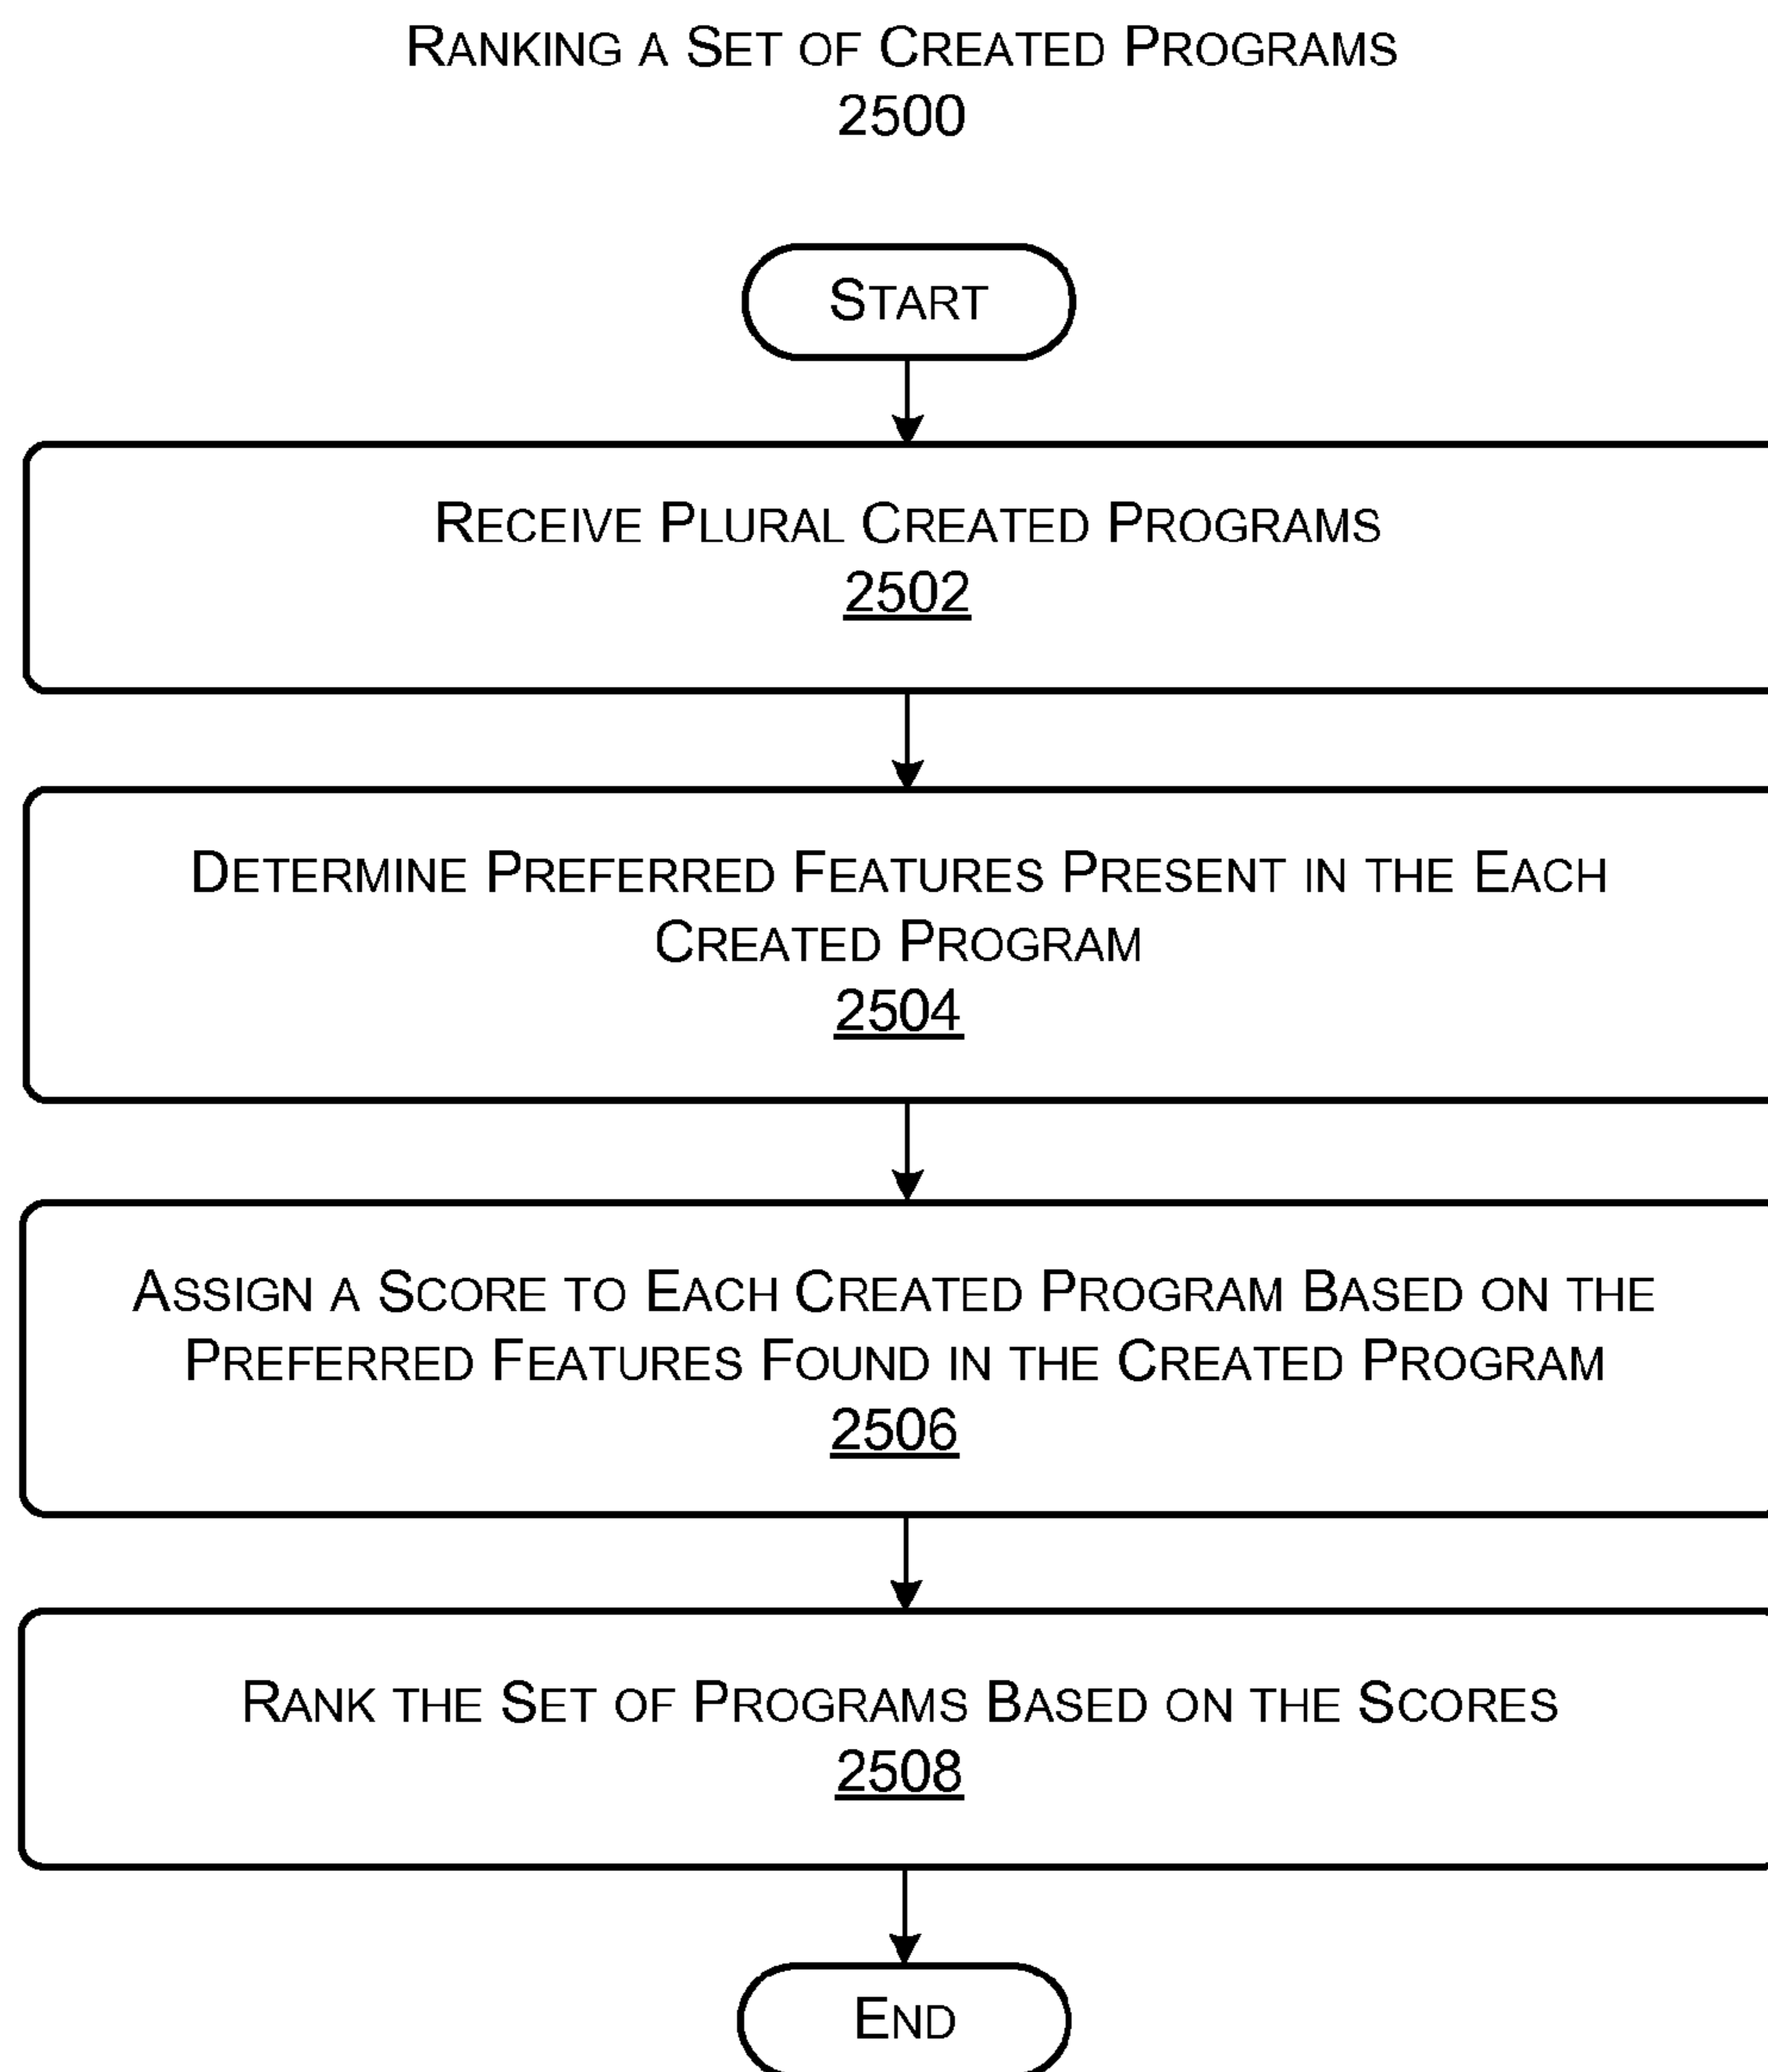 RANKING A SET OF CREATED PROGRAMS
2500
START
RECEIVE PLURAL CREATED PROGRAMS
2502
DETERMINE PREFERRED FEATURES PRESENT IN THE EACH
CREATED PROGRAM
2504
ASSIGN A SCORE TO EACH CREATED PROGRAM BASED ON THE
PREFERRED FEATURES FOUND IN THE CREATED PROGRAM
2506
RANK THE SET OF PROGRAMS BASED ON THE SCORES
2508
END